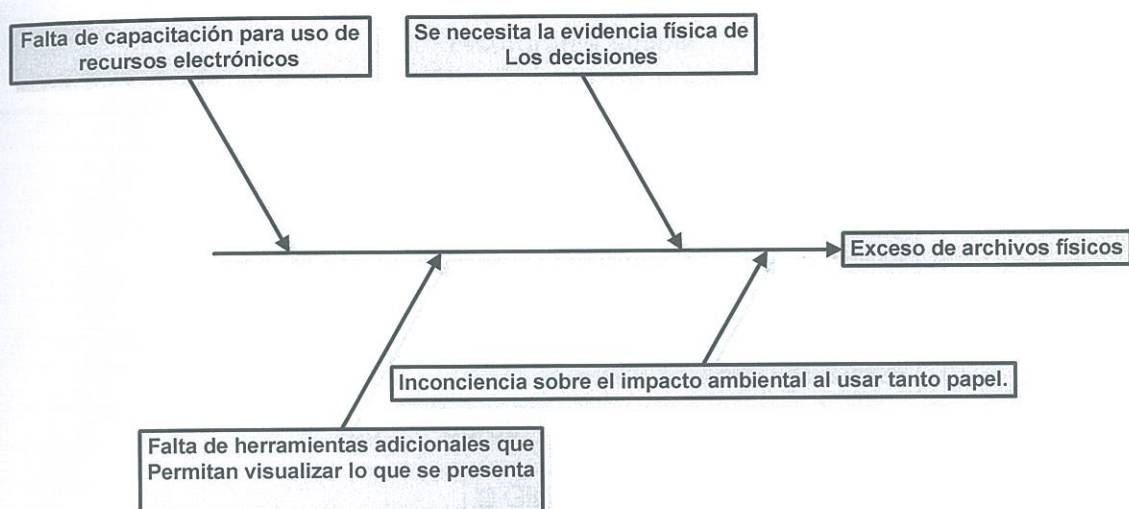 Falta de capacitación para uso de
recursos electrónicos
Se necesita la evidencia física de
Los decisiones
Exceso de archivos físicos
Inconciencia sobre el impacto ambiental al usar tanto papel.
Falta de herramientas adicionales que
Permitan visualizar lo que se presenta